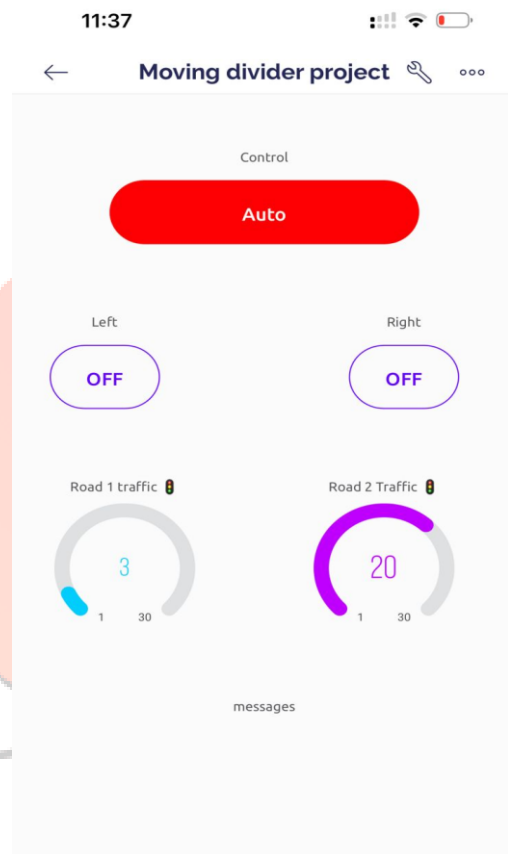 11:37
Moving divider project
Control
Auto
Left Right
OFF OFF
Road 1 traffic 🚦 Road 2 Traffic 🚦
3 20
1 30 1 30
messages